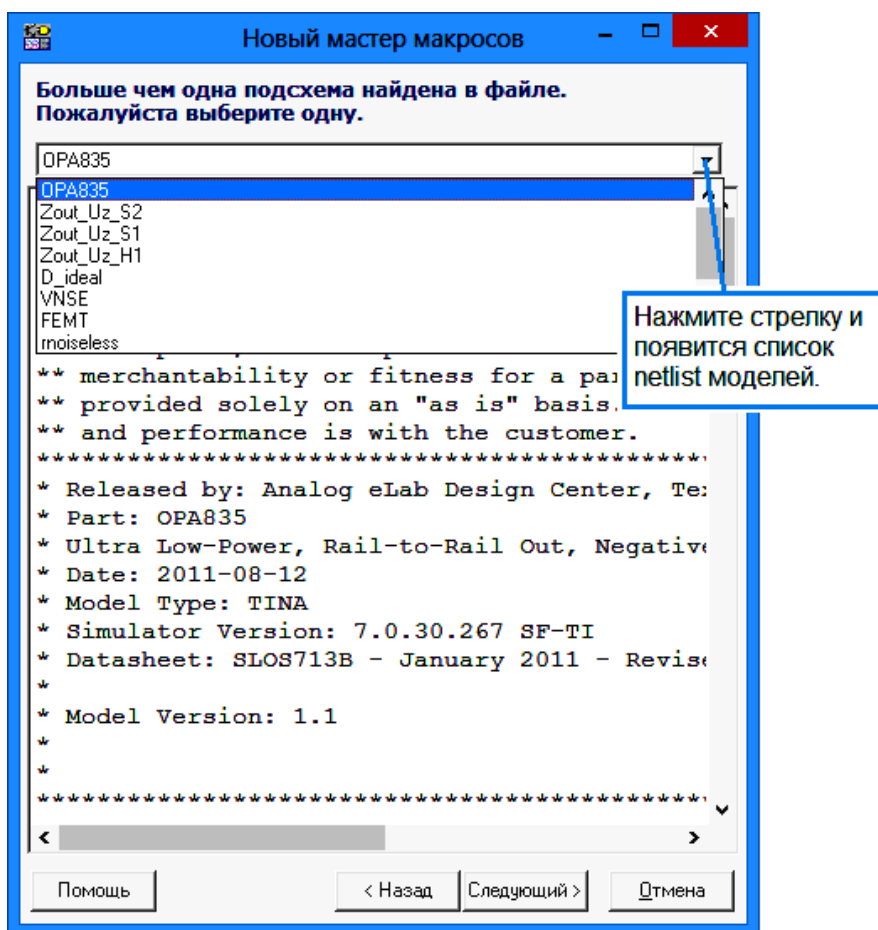 Новый мастер макросов
Больше чем одна подсхема найдена в файле.
Пожалуйста выберите одну.
OPA835
OPA835
Zout_Uz_S2
Zout_Uz_S1
Zout_Uz_H1
D_ideal
VNSE
FEMT
rnoiseless
Нажмите стрелку и
появится список
netlist моделей.
** merchantability or fitness for a
** provided solely on an "as is" basis.
** and performance is with the customer.
********************************************
* Released by: Analog eLab Design Center,
* Part: OPA835
* Ultra Low-Power, Rail-to-Rail Out,
* Date: 2011-08-12
* Model Type: TINA
* Simulator Version: 7.0.30.267 SF-TI
* Datasheet: SLOS713B - January 2011 -
*
* Model Version: 1.1
*
*
********************************************
Помощь
< Назад
Следующий >
Отмена